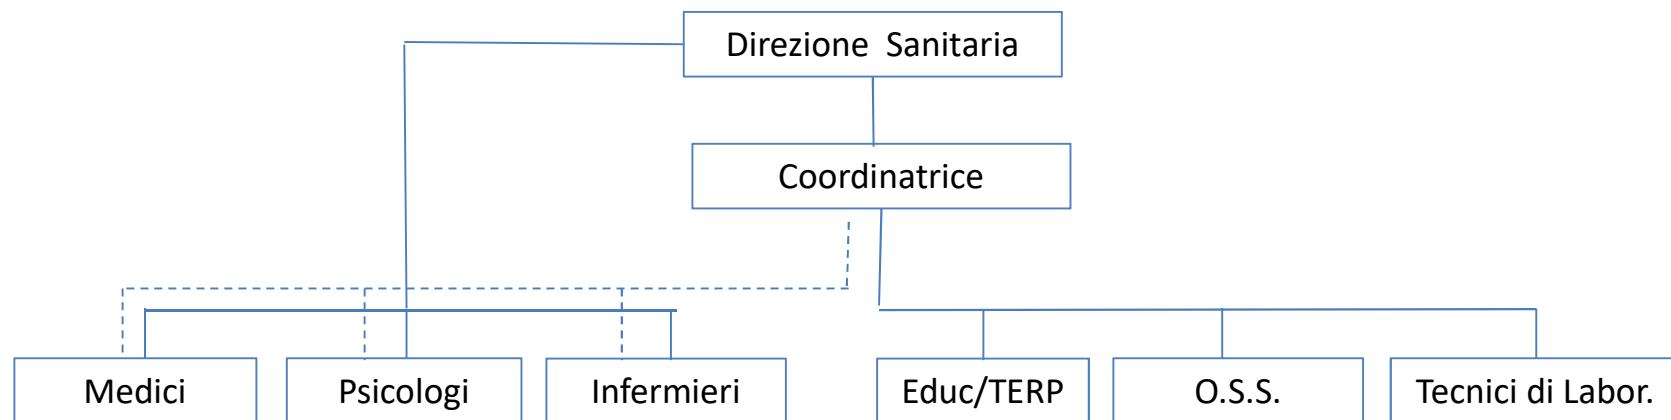 Direzione Sanitaria
Coordinatrice
Medici
Psicologi
Infermieri
Educ/TERP
O.S.S.
Tecnici di Labor.